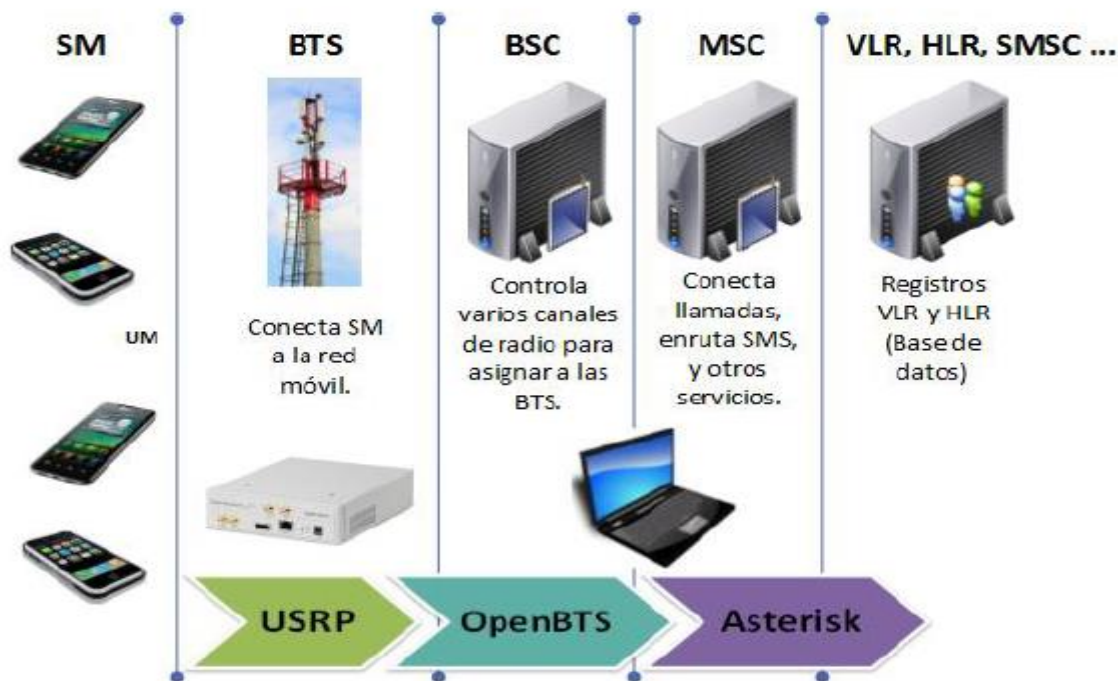 SM
BTS
BSC
MSC
VLR, HLR, SMSC ...
UM
Conecta SM
a la red
móvil.
Controla
varios canales
de radio para
asignar a las
BTS.
Conecta
llamadas,
enruta SMS,
y otros
servicios.
Registros
VLR y HLR
(Base de
datos)
USRP
OpenBTS
Asterisk